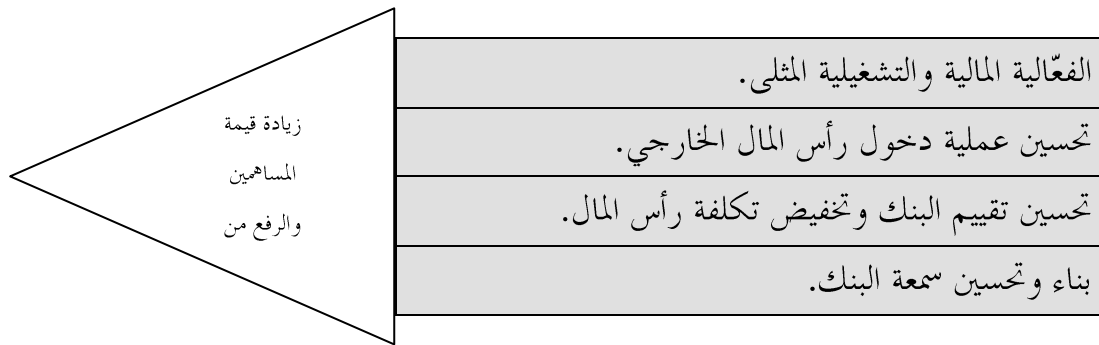 الفعّالية المالية والتشغيلية المثلى.
تحسين عملية دخول رأس المال الخارجي.
تحسين تقييم البنك وتخفيض تكلفة رأس المال.
بناء وتحسين سمعة البنك.
زيادة قيمة
المساهمين
والرفع من